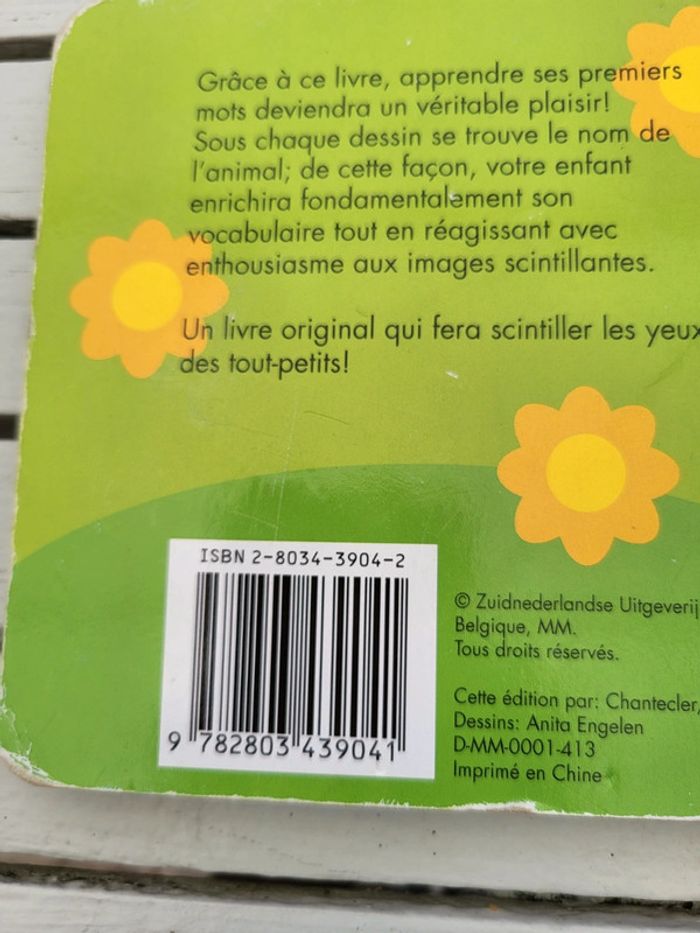 Grâce à ce livre, apprendre ses premiers
mots deviendra un véritable plaisir!
Sous chaque dessin se trouve le nom de
l'animal; de cette façon, votre enfant
enrichira fondamentalement son
vocabulaire tout en réagissant avec
enthousiasme aux images scintillantes.
Un livre original qui fera scintiller les yeux
des tout-petits!
ISBN 2-8034-3904-2
9 782803 439041
© Zuidnederlandse Uitgeverij
Belgique, MM.
Tous droits réservés.
Cette édition par: Chantecler,
Dessins: Anita Engelen
D-MM-0001-413
Imprimé en Chine